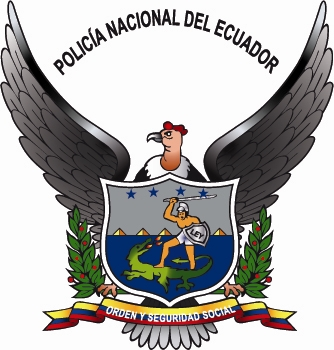 POLICÍA NACIONAL DEL ECUADOR
LEY
ORDEN Y SEGURIDAD SOCIAL